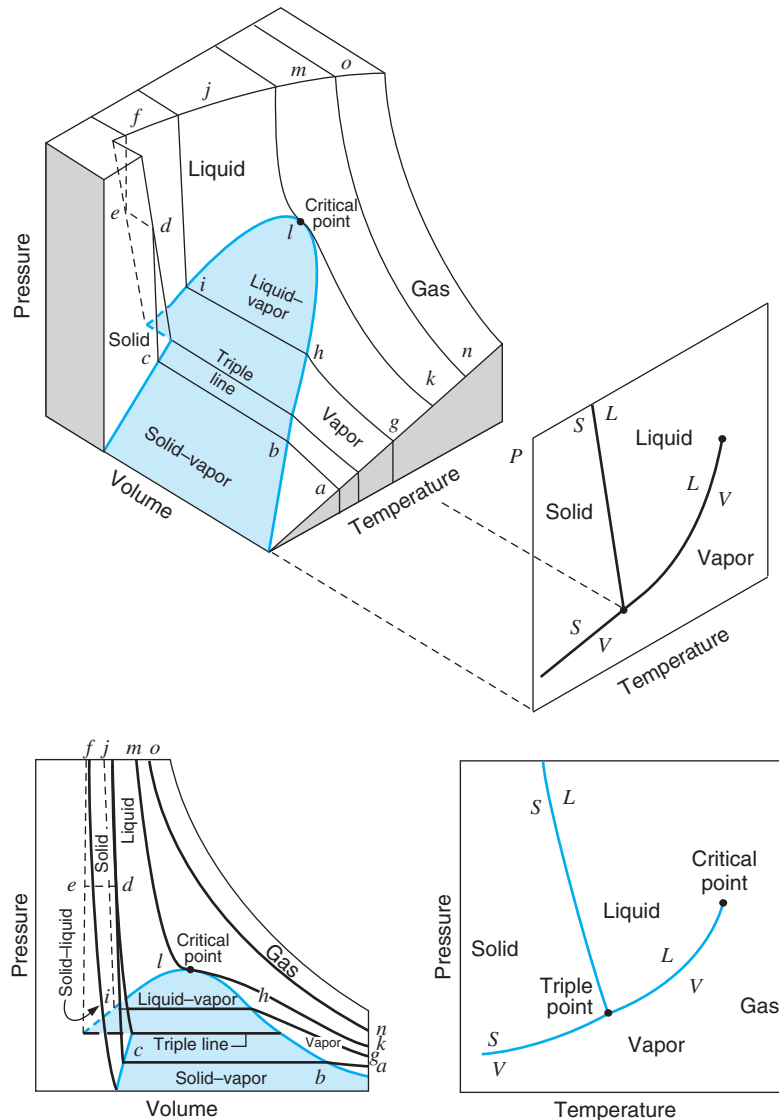 m
o
j
f
Liquid
e
d
Critical
point
l
Pressure
Gas
Liquid–
vapor
i
Solid
c
h
n
Triple
line
k
Vapor
g
Solid–vapor
b
a
Volume
Temperature
S
L
P
Liquid
L
V
Solid
Vapor
S
V
Temperature
f
j
m
o
Liquid
Solid
e
d
Solid–liquid
Critical
point
l
Gas
i
Liquid–vapor
h
n
Triple line
Vapor
k
g
c
a
Solid–vapor
b
Pressure
Volume
S
L
Critical
point
Liquid
Solid
L
Triple
point
V
Gas
S
V
Vapor
Pressure
Temperature